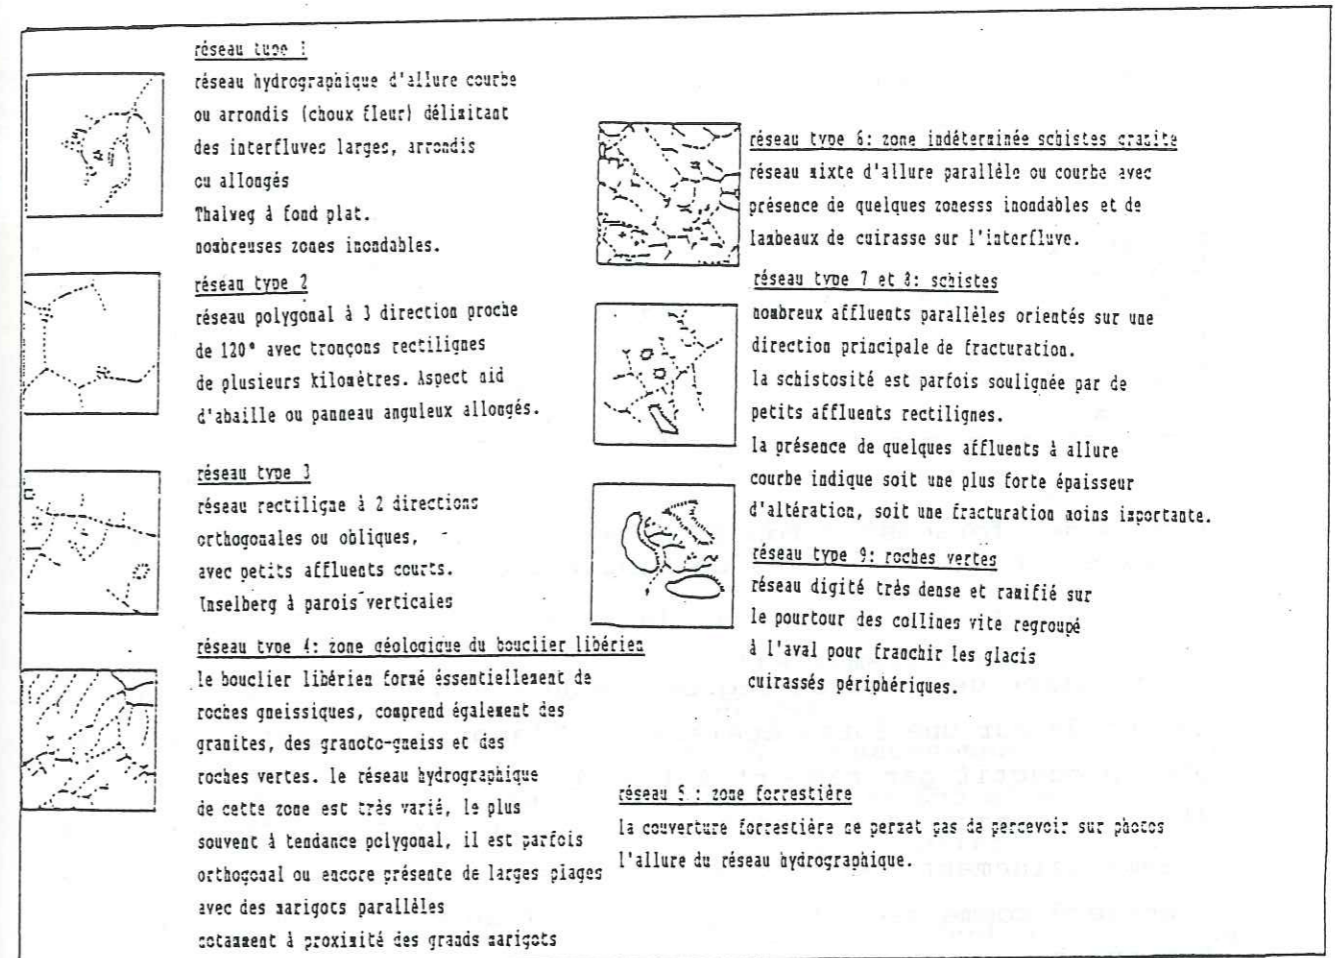 réseau type 1
réseau hydrographique d'allure courbe
ou arrondis (choux fleur) délimitant
des interfluves larges, arrondis
ou allongés
Thalveg à fond plat.
nombreuses zones inondables.
réseau type 2
réseau polygonal à 3 direction proche
de 120° avec tronçons rectilignes
de plusieurs kilomètres. Aspect nid
d'abaille ou panneau anguleux allongés.
réseau type 3
réseau rectiligne à 2 directions
orthogonales ou obliques,
avec petits affluents courts.
Inselberg à parois verticales
réseau type 4: zone géologique du bouclier libérien
le bouclier libérien formé éssentiellement de
roches gneissiques, comprend également des
granites, des granoto-gneiss et des
roches vertes. le réseau hydrographique
de cette zone est très varié, le plus
souvent à tendance polygonal, il est parfois
orthogonal ou encore présente de larges plages
avec des marigots parallèles
notamment à proximité des grands marigots
réseau type 6: zone indéterminée schistes granite
réseau mixte d'allure parallèle ou courbe avec
présence de quelques zonesss inondables et de
lambeaux de cuirasse sur l'interfluve.
réseau type 7 et 8: schistes
nombreux affluents parallèles orientés sur une
direction principale de fracturation.
la schistosité est parfois soulignée par de
petits affluents rectilignes.
la présence de quelques affluents à allure
courbe indique soit une plus forte épaisseur
d'altération, soit une fracturation moins importante.
réseau type 9: roches vertes
réseau digité très dense et ramifié sur
le pourtour des collines vite regroupé
à l'aval pour franchir les glacis
cuirassés périphériques.
réseau 5 : zone forrestière
la couverture forrestière ne permat pas de percevoir sur photos
l'allure du réseau hydrographique.